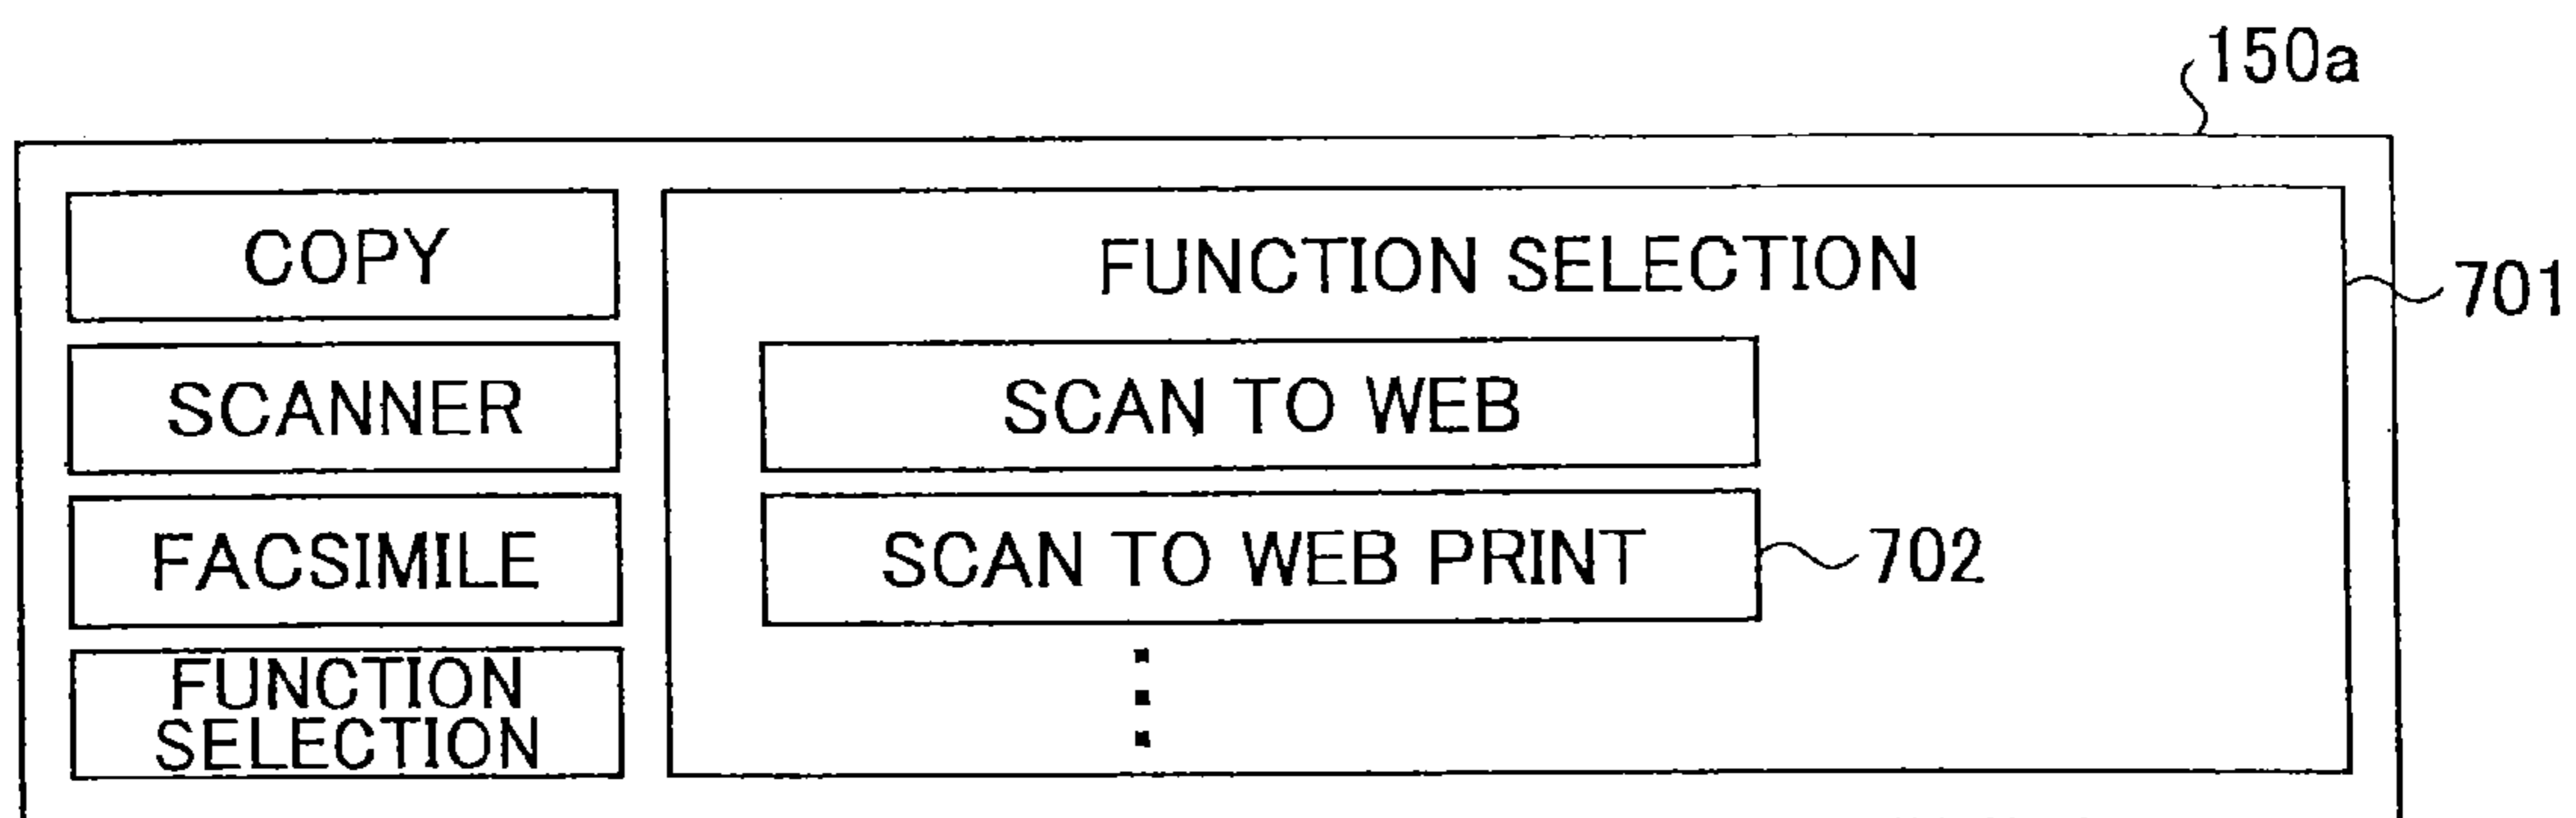 150a
COPY
SCANNER
FACSIMILE
FUNCTION
SELECTION
FUNCTION SELECTION
701
SCAN TO WEB
SCAN TO WEB PRINT
702